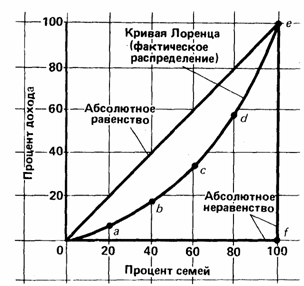 100
80
60
40
20
0
Процент дохода
Кривая Лоренца
(фактическое
распределение)
Абсолютное
равенство
Абсолютное
неравенство
a
b
c
d
e
f
20
40
60
80
100
Процент семей